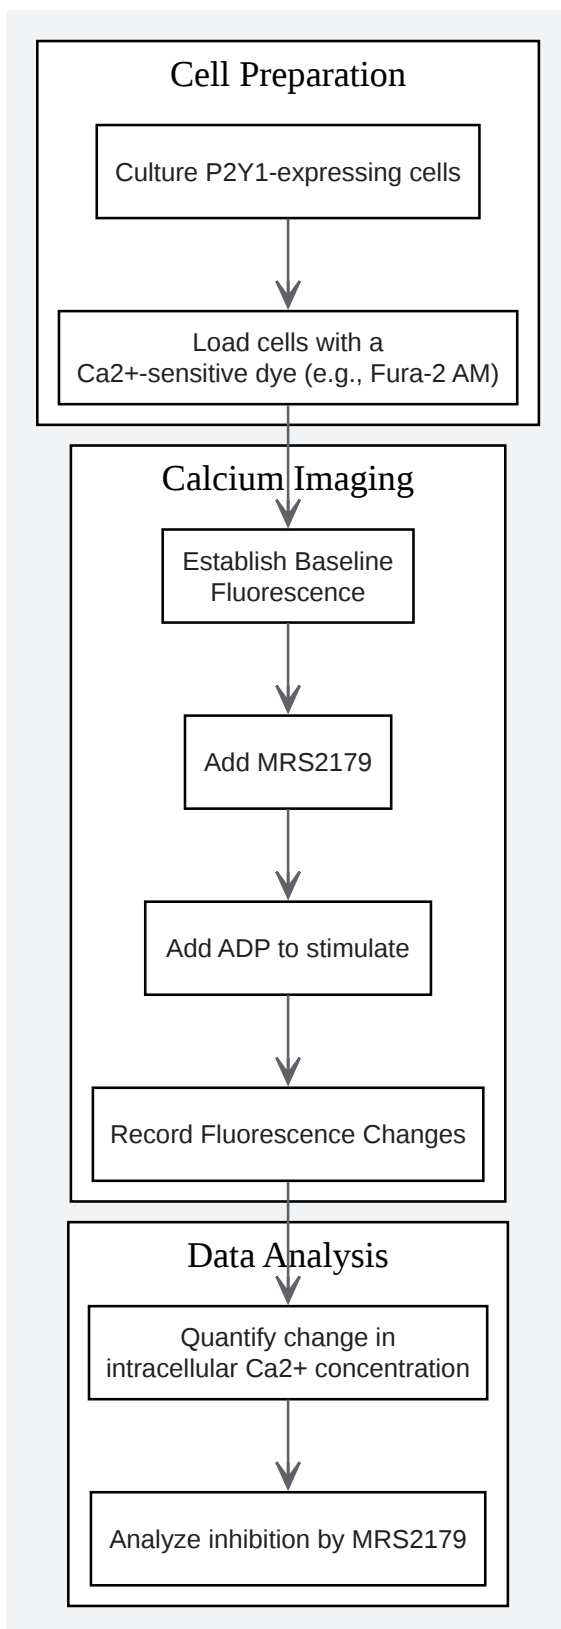 Cell Preparation
Culture P2Y1-expressing cells
Load cells with a
Ca2+-sensitive dye (e.g., Fura-2 AM)
Calcium Imaging
Establish Baseline
Fluorescence
Add MRS2179
Add ADP to stimulate
Record Fluorescence Changes
Data Analysis
Quantify change in
intracellular Ca2+ concentration
Analyze inhibition by MRS2179